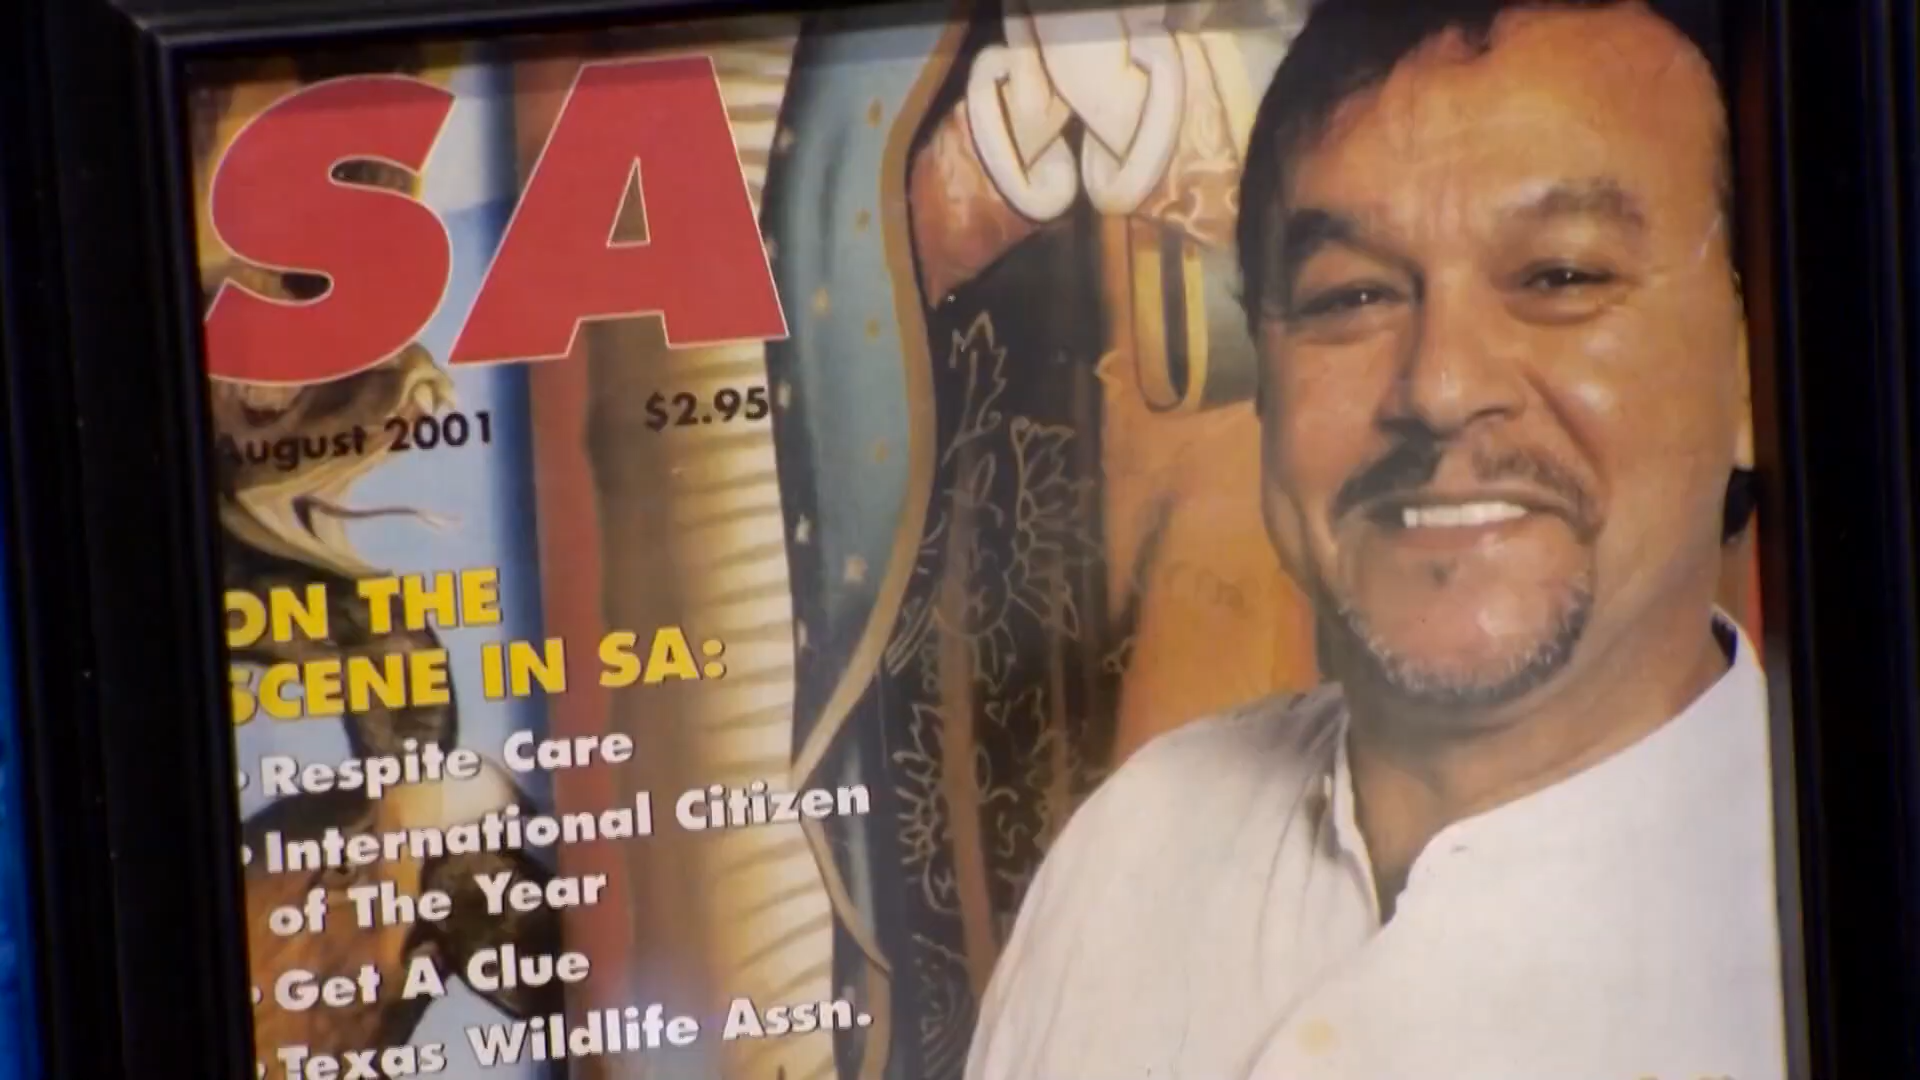 SA
August 2001 $2.95
ON THE
SCENE IN SA:
• Respite Care
• International Citizen
of The Year
• Get A Clue
• Texas Wildlife Assn.